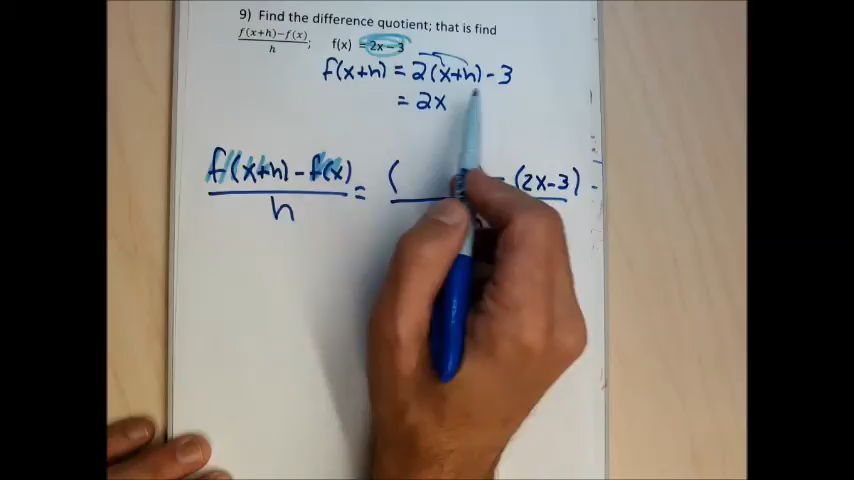 9) Find the difference quotient; that is find
f(x+h)−f(x)
h ; f(x) = 2x − 3
f(x+h) = 2(x+h) - 3
= 2x
f(x+h) - f(x) = ( - (2x-3) -
h